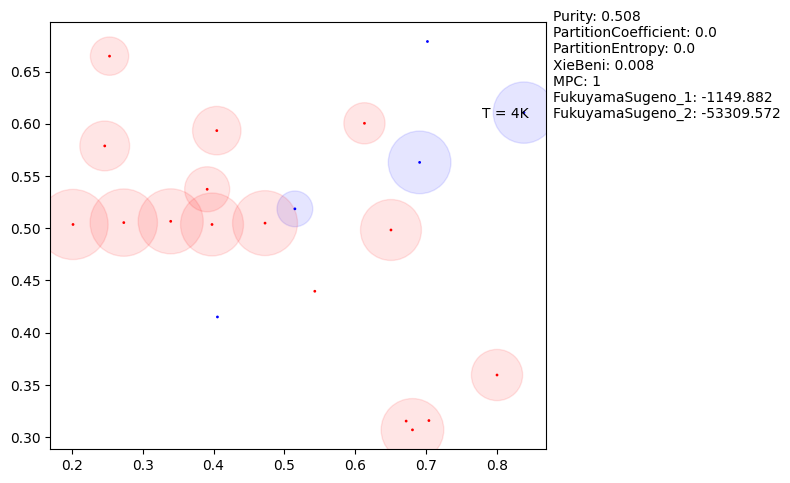 Purity: 0.508
PartitionCoefficient: 0.0
PartitionEntropy: 0.0
XieBeni: 0.008
MPC: 1
FukuyamaSugeno_1: -1149.882
FukuyamaSugeno_2: -53309.572
T = 4K
0.65
0.60
0.55
0.50
0.45
0.40
0.35
0.30
0.2 0.3 0.4 0.5 0.6 0.7 0.8